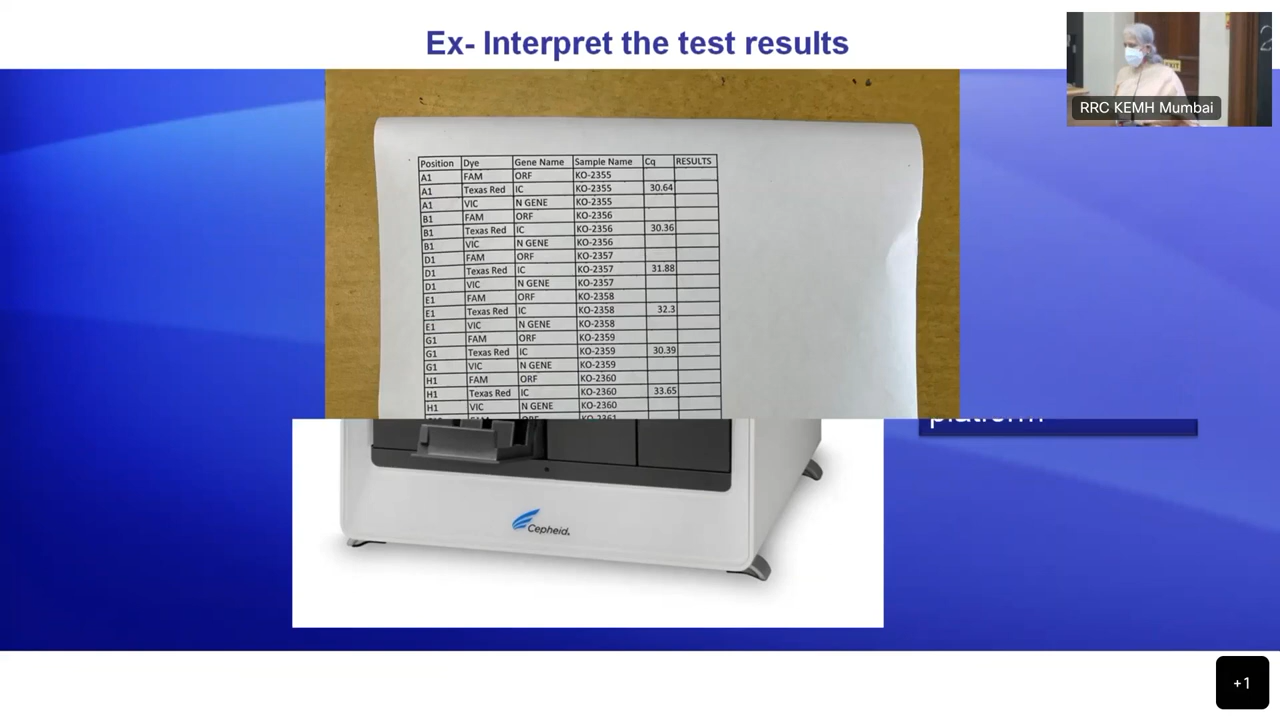 Ex- Interpret the test results
RRC KEMH Mumbai
Position Dye Gene Name Sample Name Cq RESULTS
A1 FAM ORF KO-2355
A1 Texas Red IC KO-2355 30.64
A1 VIC N GENE KO-2355
B1 FAM ORF KO-2356
B1 Texas Red IC KO-2356 30.36
B1 VIC N GENE KO-2356
D1 FAM ORF KO-2357
D1 Texas Red IC KO-2357 31.88
D1 VIC N GENE KO-2357
E1 FAM ORF KO-2358
E1 Texas Red IC KO-2358 32.3
E1 VIC N GENE KO-2358
G1 FAM ORF KO-2359
G1 Texas Red IC KO-2359 30.39
G1 VIC N GENE KO-2359
H1 FAM ORF KO-2360
H1 Texas Red IC KO-2360 33.65
H1 VIC N GENE KO-2360
platform
Cepheid.
+1